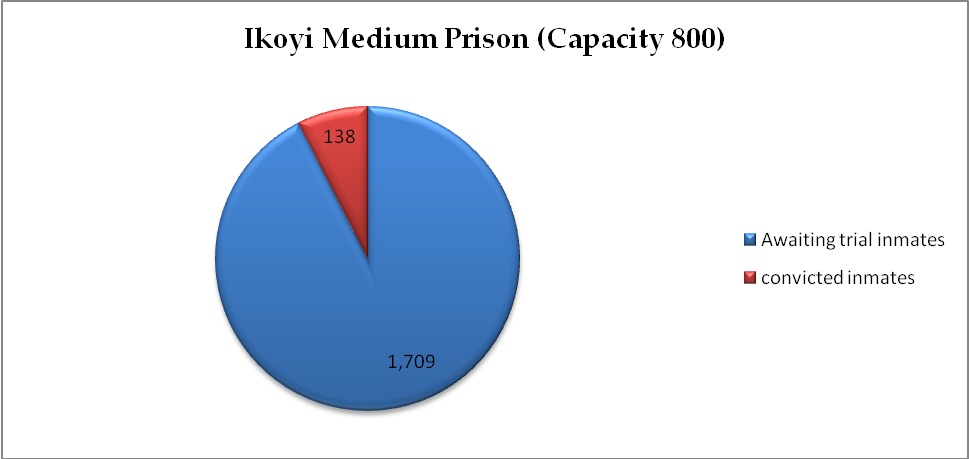 Ikoyi Medium Prison (Capacity 800)
138
Awaiting trial inmates
convicted inmates
1,709